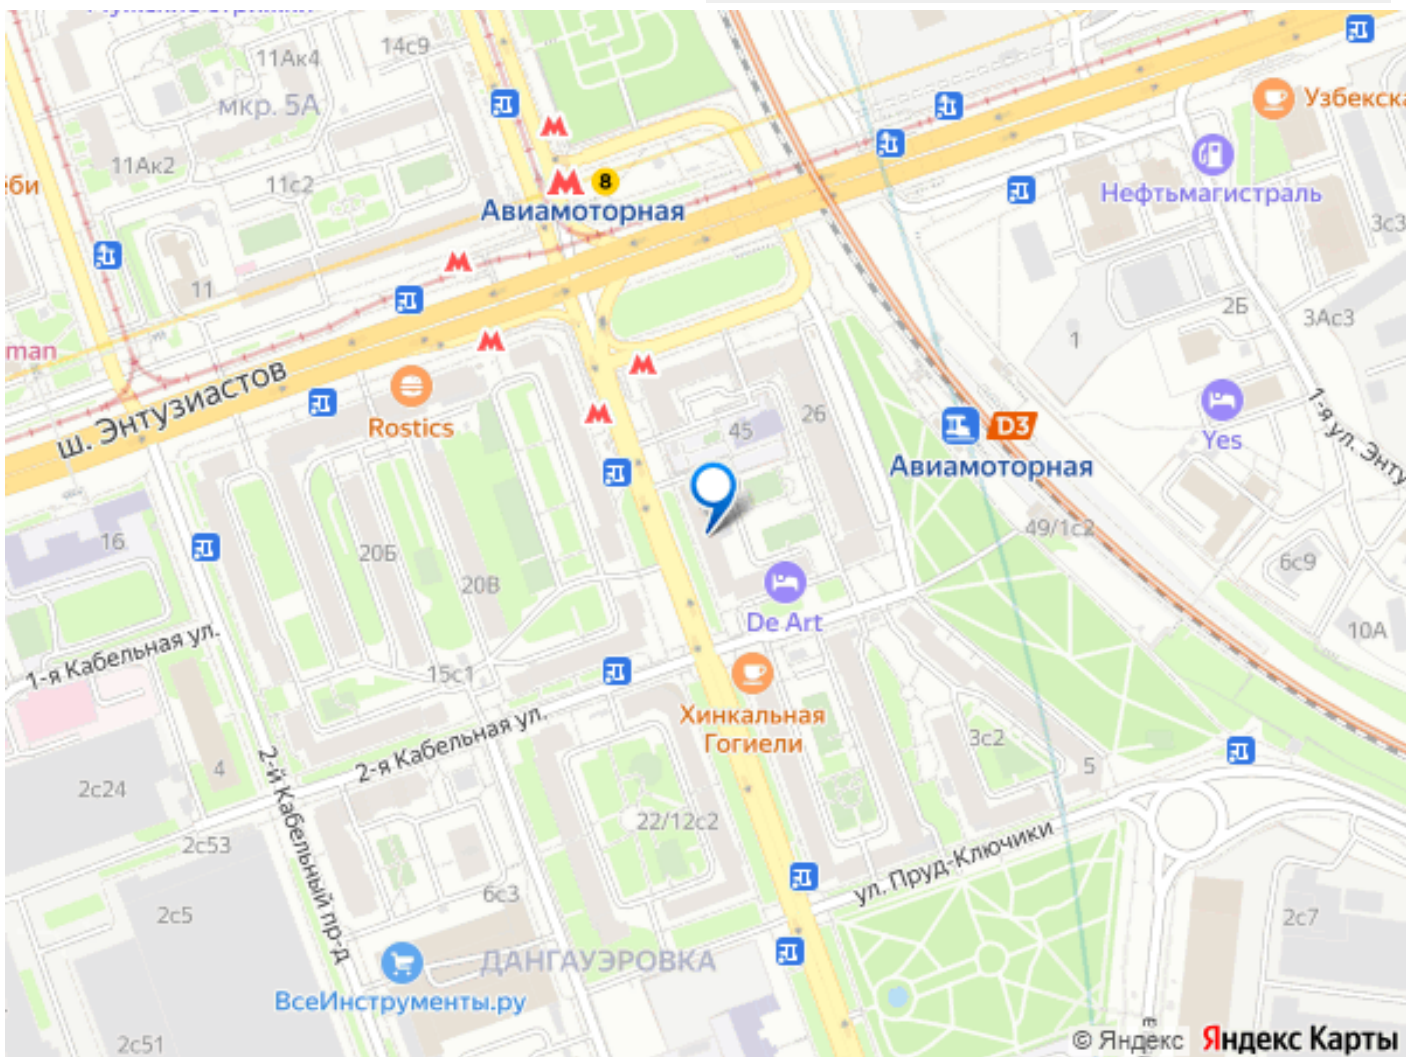 14с9
11Ак4
мкр. 5А
Узбекска
11Ак2
8
11с2
еби
Нефтьмагистраль
Авиамоторная
3с3
11
2Б
3Ас3
1
man
ш. Энтузиастов
Rostics
26
45
D3
Yes
1-я ул. Энту
Авиамоторная
49/1с2
16
20Б
6с9
20В
De Art
10А
1-я Кабельная ул.
15с1
Хинкальная
Гогиели
2-я Кабельная ул.
3с2
5
4
2-й Кабельный пр-д
2с24
22/12с2
2с53
ул. Пруд-Ключики
6с3
2с5
2с7
ДАНГАУЭРОВКА
ВсеИнструменты.ру
2с51
© Яндекс Яндекс Карты